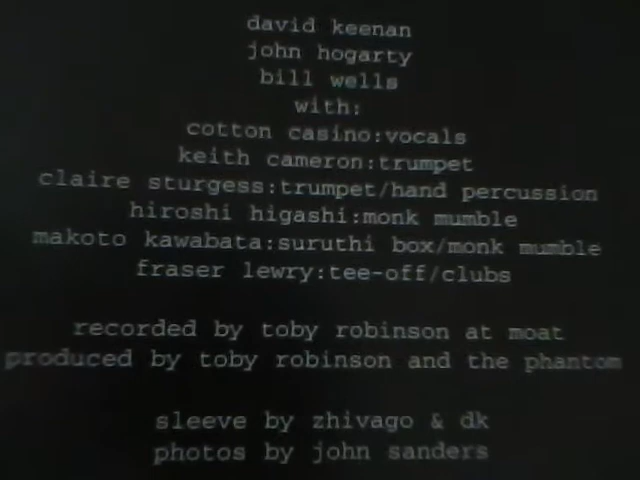 david keenan
john hogarty
bill wells
with:
cotton casino:vocals
keith cameron:trumpet
claire sturgess:trumpet/hand percussion
hiroshi higashi:monk mumble
makoto kawabata:suruthi box/monk mumble
fraser lewry:tee-off/clubs
recorded by toby robinson at moat
produced by toby robinson and the phantom
sleeve by zhivago & dk
photos by john sanders